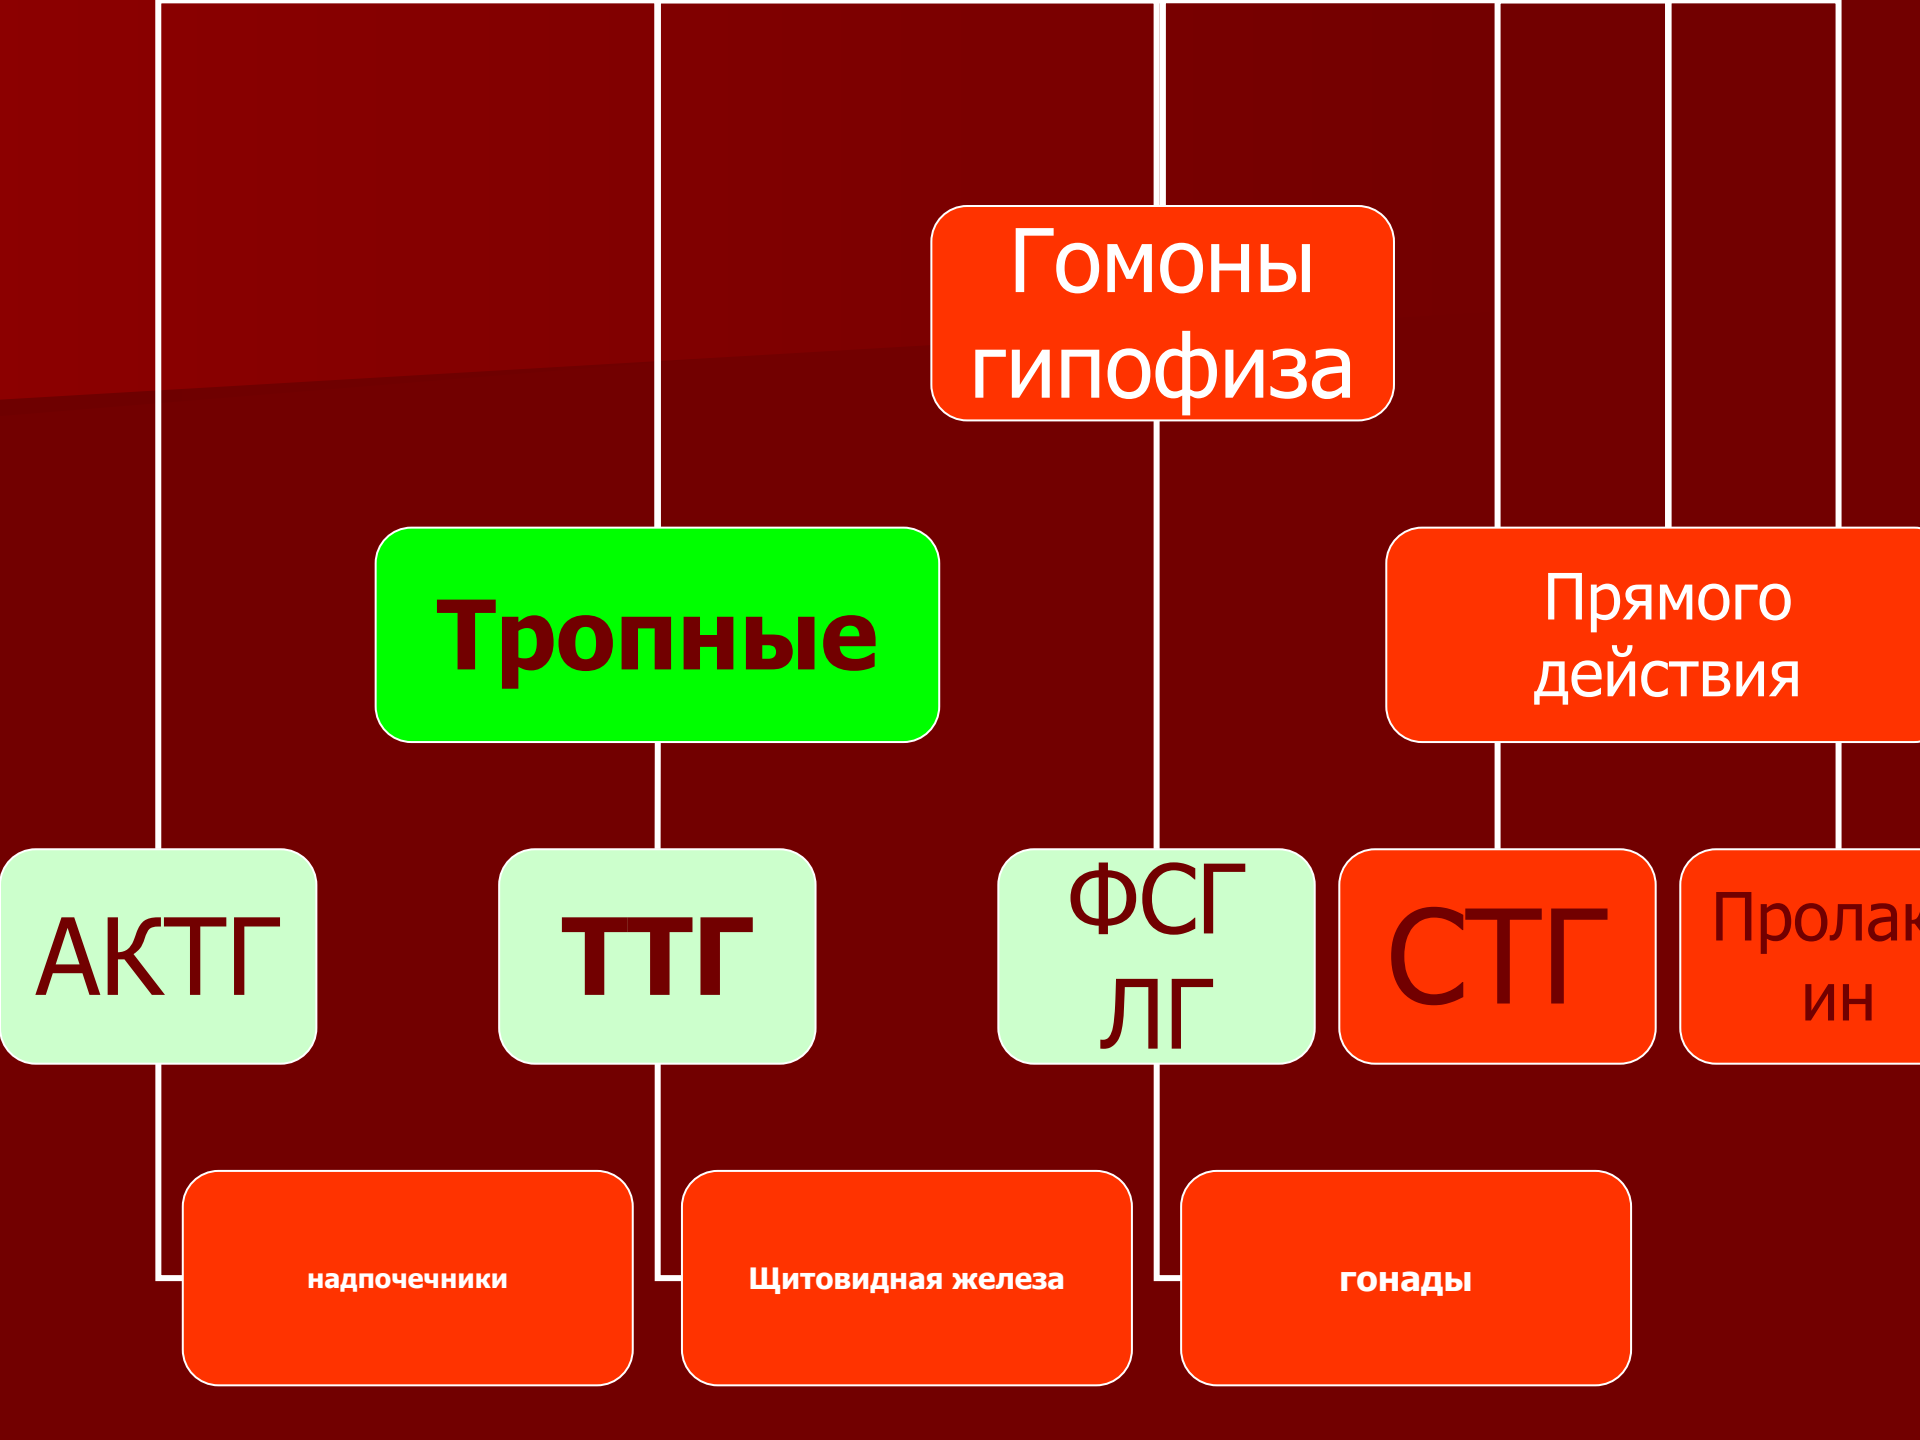 Гомоны
гипофиза
Тропные
Прямого
действия
АКТГ
ТТГ
ФСГ
ЛГ
СТГ
Пролак
ин
надпочечники
Щитовидная железа
гонады